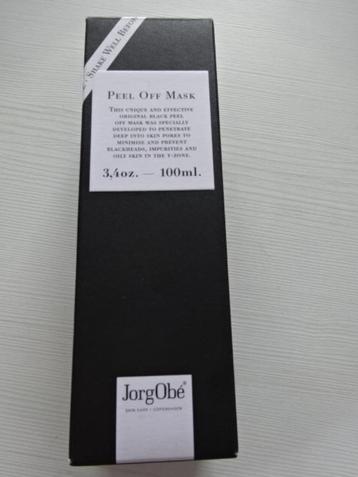 Shake Well Before
Peel Off Mask
This unique and effective
original black peel
off mask was specially
developed to penetrate
deep into skin pores to
minimise and prevent
blackheads, impurities and
oily skin in the T-zone.
3,4oz. — 100ml.
JorgObé®
Skin Care • Copenhagen